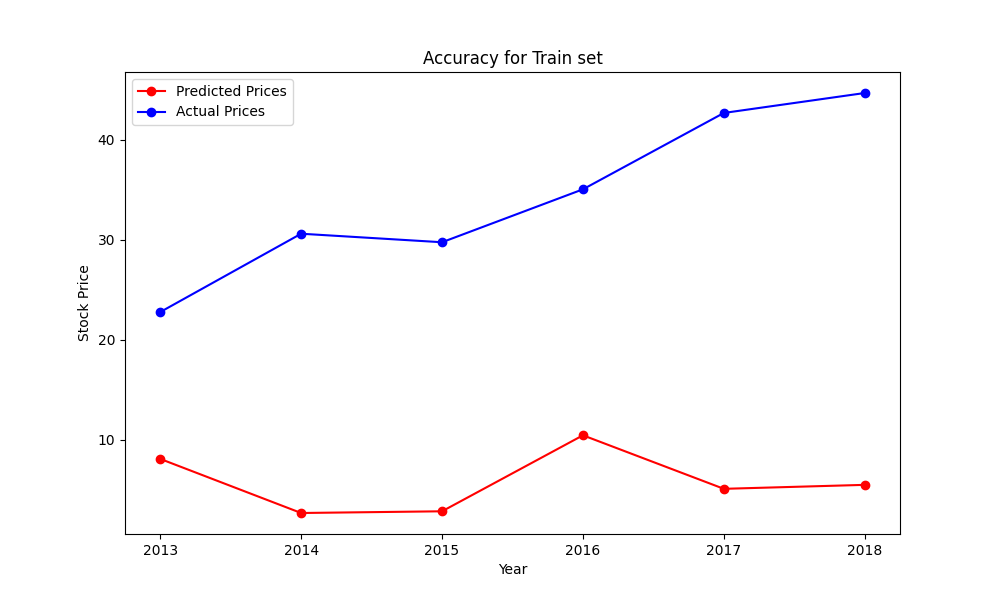 Accuracy for Train set
Predicted Prices
Actual Prices
Stock Price
40
30
20
10
2013 2014 2015 2016 2017 2018
Year